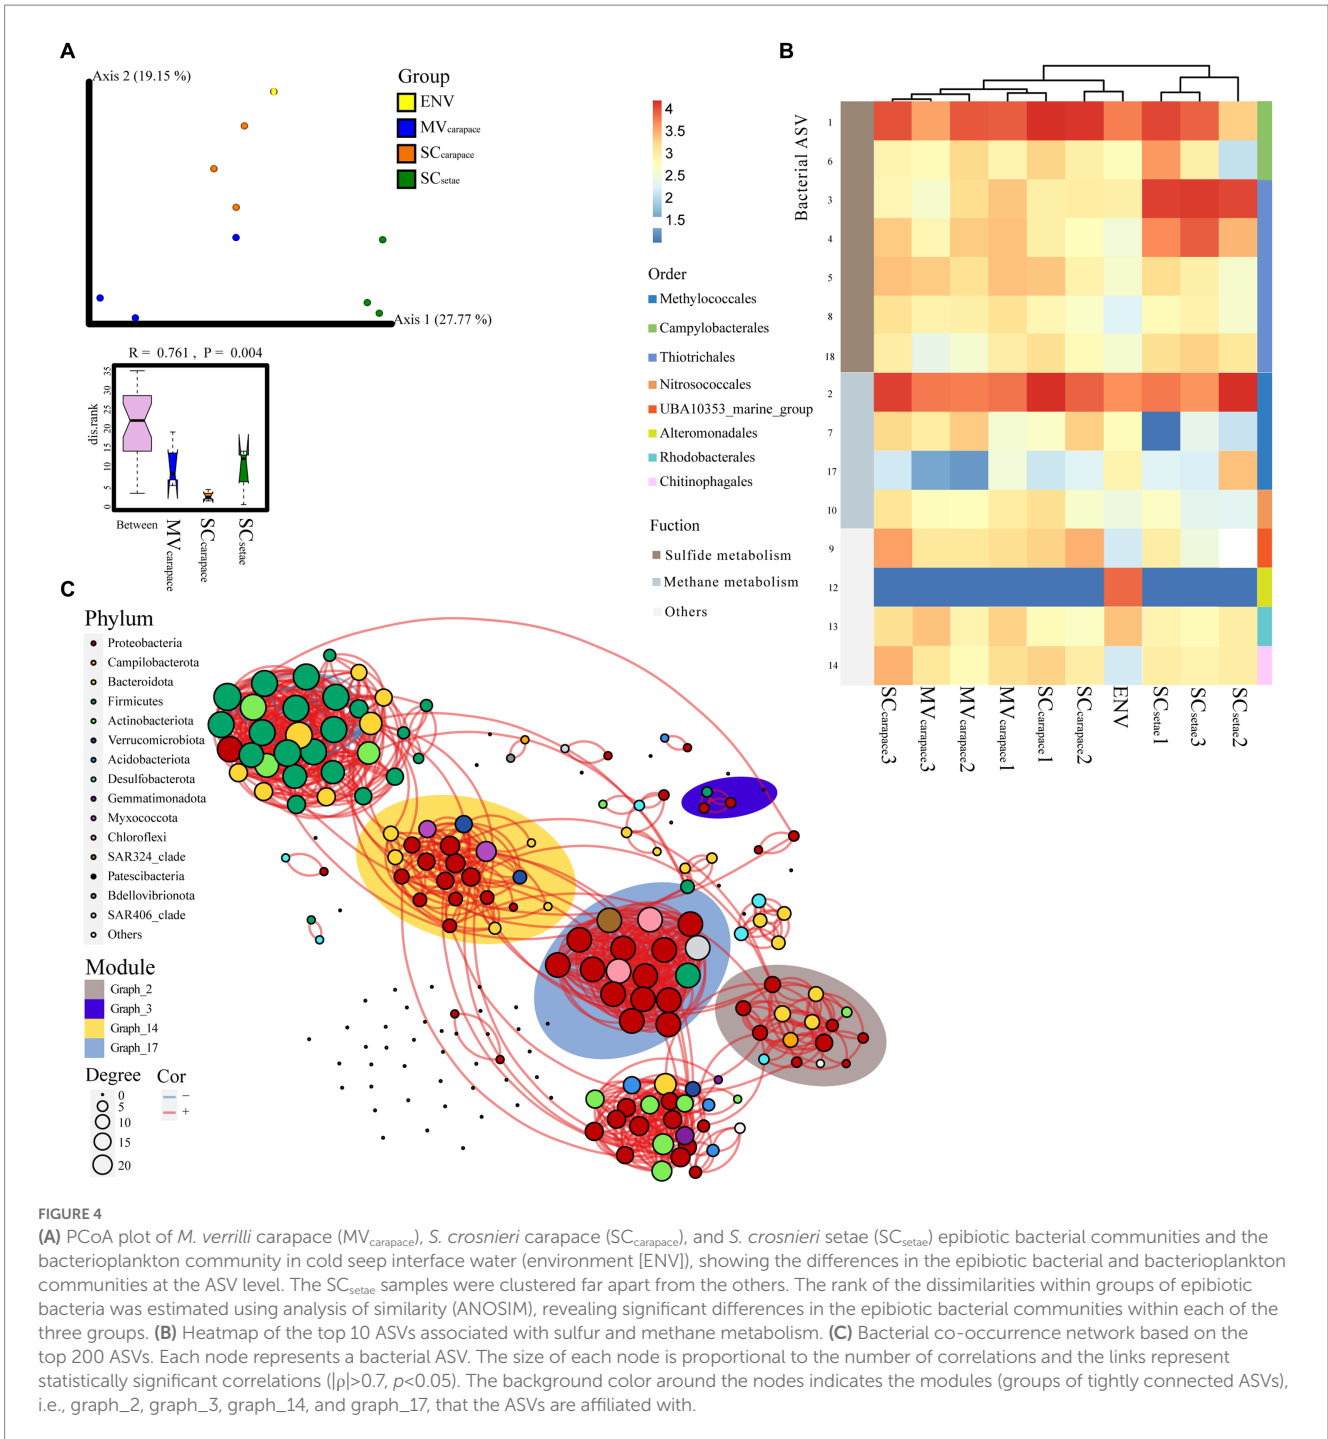 A
Axis 2 (19.15 %)
Axis 1 (27.77 %)
Group
ENV
MVcarapace
SCcarapace
SCsetae
R = 0.761 , P = 0.004
dis.rank
35
30
25
20
15
10
5
0
Between
MVcarapace
SCcarapace
SCsetae
B
4
3.5
3
2.5
2
1.5
Order
Methylococcales
Campylobacterales
Thiotrichales
Nitrosococcales
UBA10353_marine_group
Alteromonadales
Rhodobacterales
Chitinophagales
Fuction
Sulfide metabolism
Methane metabolism
Others
Bacterial ASV
1
6
3
4
5
8
18
2
7
17
10
9
12
13
14
SCcarapace3
MVcarapace3
MVcarapace2
MVcarapace1
SCcarapace1
SCcarapace2
ENV
SCsetae1
SCsetae3
SCsetae2
C
Phylum
Proteobacteria
Campilobacterota
Bacteroidota
Firmicutes
Actinobacteriota
Verrucomicrobiota
Acidobacteriota
Desulfobacterota
Gemmatimonadota
Myxococcota
Chloroflexi
SAR324_clade
Patescibacteria
Bdellovibrionota
SAR406_clade
Others
Module
Graph_2
Graph_3
Graph_14
Graph_17
Degree
0
5
10
15
20
Cor
−
+
FIGURE 4
(A) PCoA plot of M. verrilli carapace (MVcarapace), S. crosnieri carapace (SCcarapace), and S. crosnieri setae (SCsetae) epibiotic bacterial communities and the
bacterioplankton community in cold seep interface water (environment [ENV]), showing the differences in the epibiotic bacterial and bacterioplankton
communities at the ASV level. The SCsetae samples were clustered far apart from the others. The rank of the dissimilarities within groups of epibiotic
bacteria was estimated using analysis of similarity (ANOSIM), revealing significant differences in the epibiotic bacterial communities within each of the
three groups. (B) Heatmap of the top 10 ASVs associated with sulfur and methane metabolism. (C) Bacterial co-occurrence network based on the
top 200 ASVs. Each node represents a bacterial ASV. The size of each node is proportional to the number of correlations and the links represent
statistically significant correlations (|ρ|>0.7, p<0.05). The background color around the nodes indicates the modules (groups of tightly connected ASVs),
i.e., graph_2, graph_3, graph_14, and graph_17, that the ASVs are affiliated with.